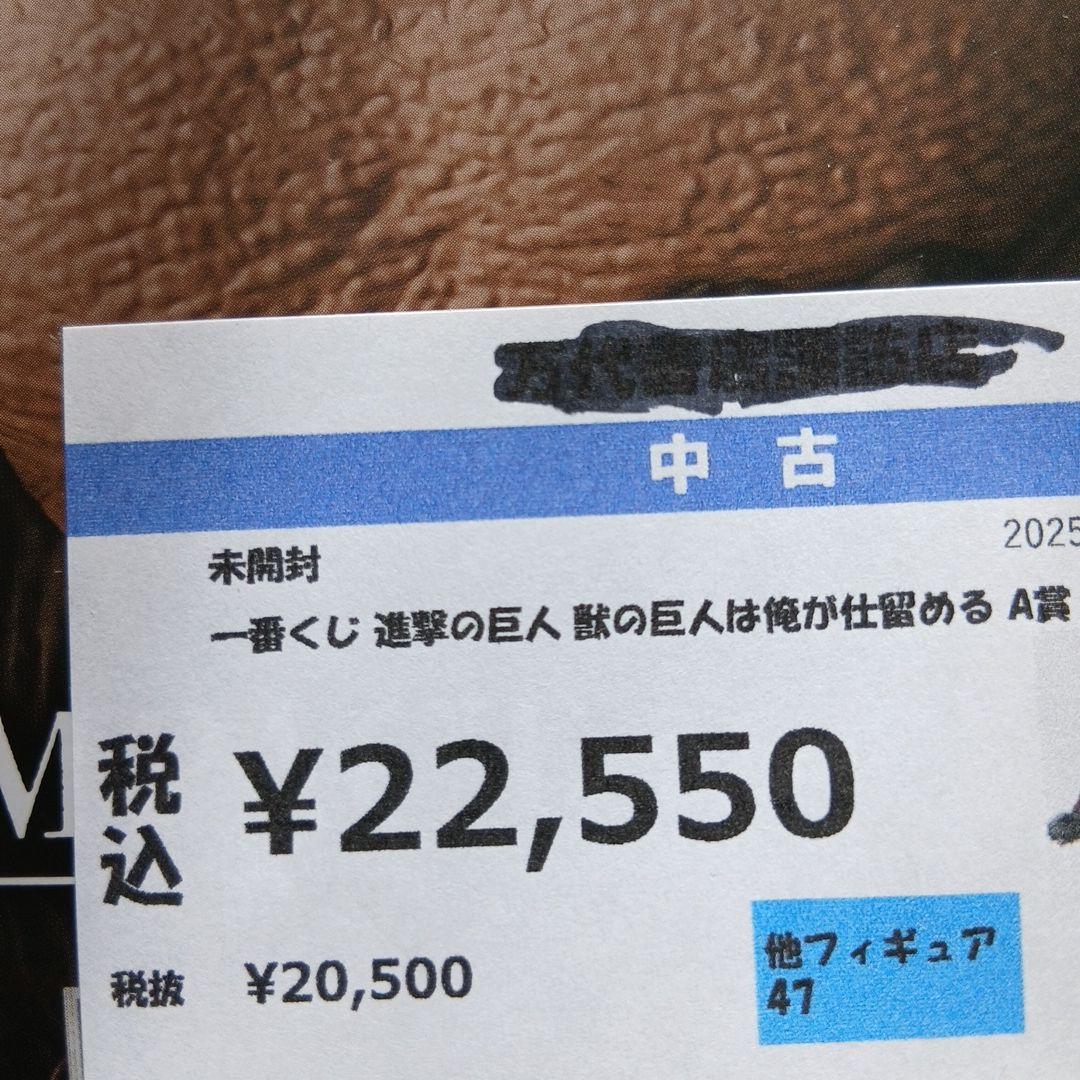 中古
2025
未開封
一番くじ 進撃の巨人 獣の巨人は俺が仕留める A賞
税込 ¥22,550
税抜 ¥20,500
他フィギュア
47
M